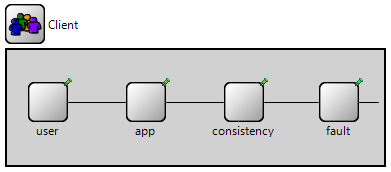 Client
user
app
consistency
fault